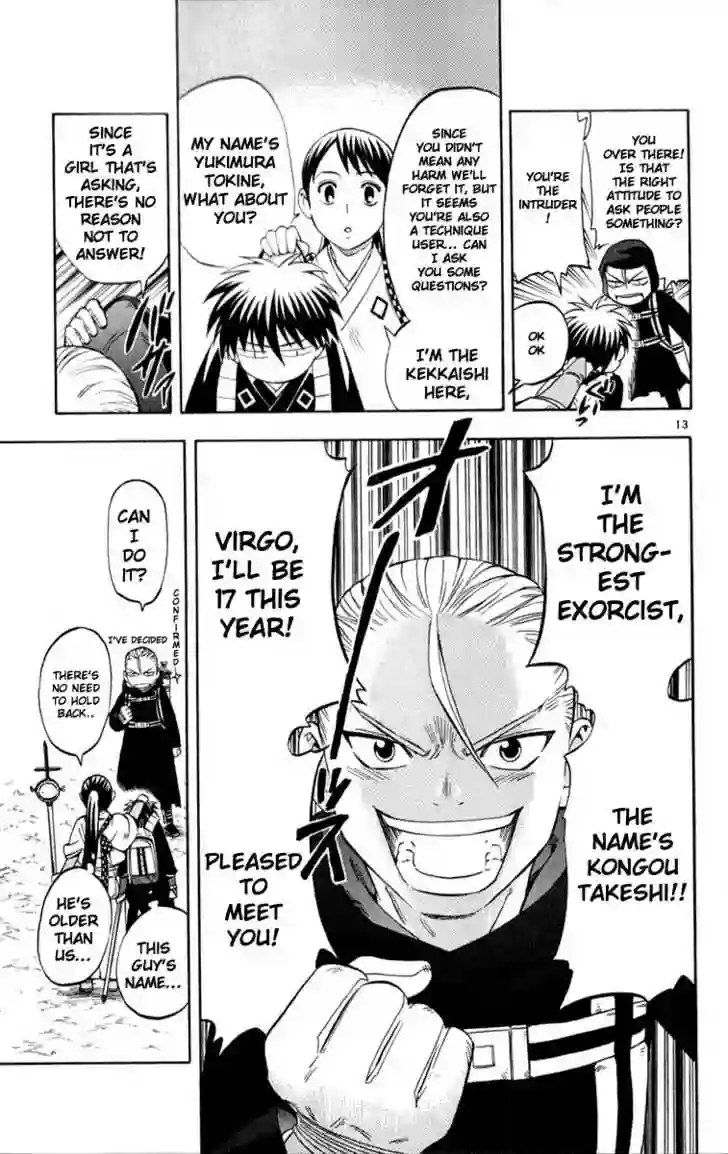 YOU
OVER THERE!
IS THAT
THE RIGHT
ATTITUDE TO
ASK PEOPLE
SOMETHING?
YOU'RE
THE
INTRUDER
!
OK
OK
SINCE
YOU DIDN'T
MEAN ANY
HARM WE'LL
FORGET IT, BUT
IT SEEMS
YOU'RE ALSO
A TECHNIQUE
USER... CAN
I ASK
YOU SOME
QUESTIONS?
I'M THE
KEKKAISHI
HERE,
MY NAME'S
YUKIMURA
TOKINE,
WHAT ABOUT
YOU?
SINCE
IT'S A
GIRL THAT'S
ASKING,
THERE'S NO
REASON
NOT TO
ANSWER!
13
I'M
THE
STRONG-
EST
EXORCIST,
THE
NAME'S
KONGOU
TAKESHI!!
VIRGO,
I'LL BE
17 THIS
YEAR!
PLEASED
TO
MEET
YOU!
CAN
I
DO
IT?
CONFIRMED
I'VE DECIDED
THERE'S
NO NEED
TO HOLD
BACK..
THIS
GUY'S
NAME...
HE'S
OLDER
THAN
US...